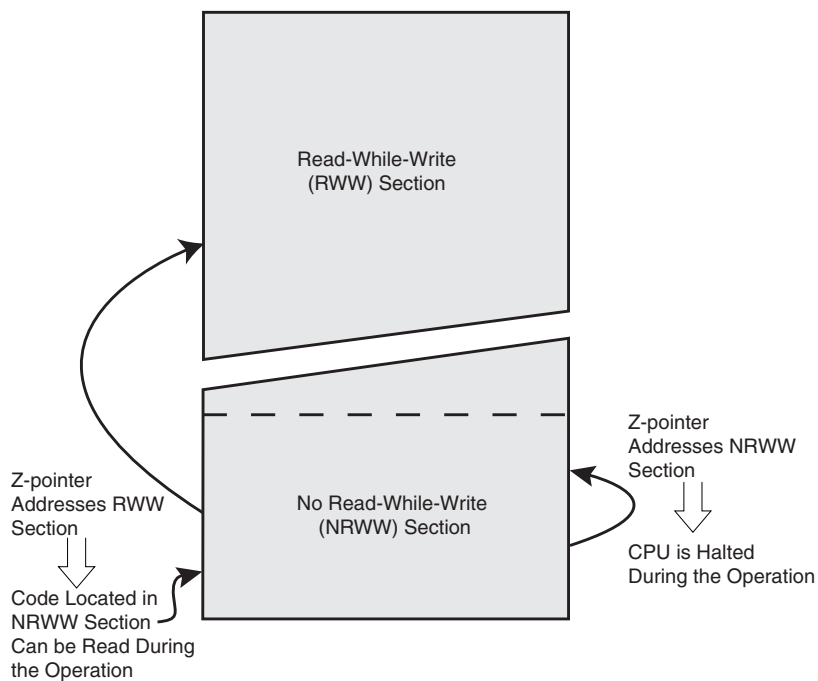 Read-While-Write
(RWW) Section
Z-pointer
Addresses NRWW
Section
Z-pointer
Addresses RWW
Section
No Read-While-Write
(NRWW) Section
CPU is Halted
During the Operation
Code Located in
NRWW Section
Can be Read During
the Operation